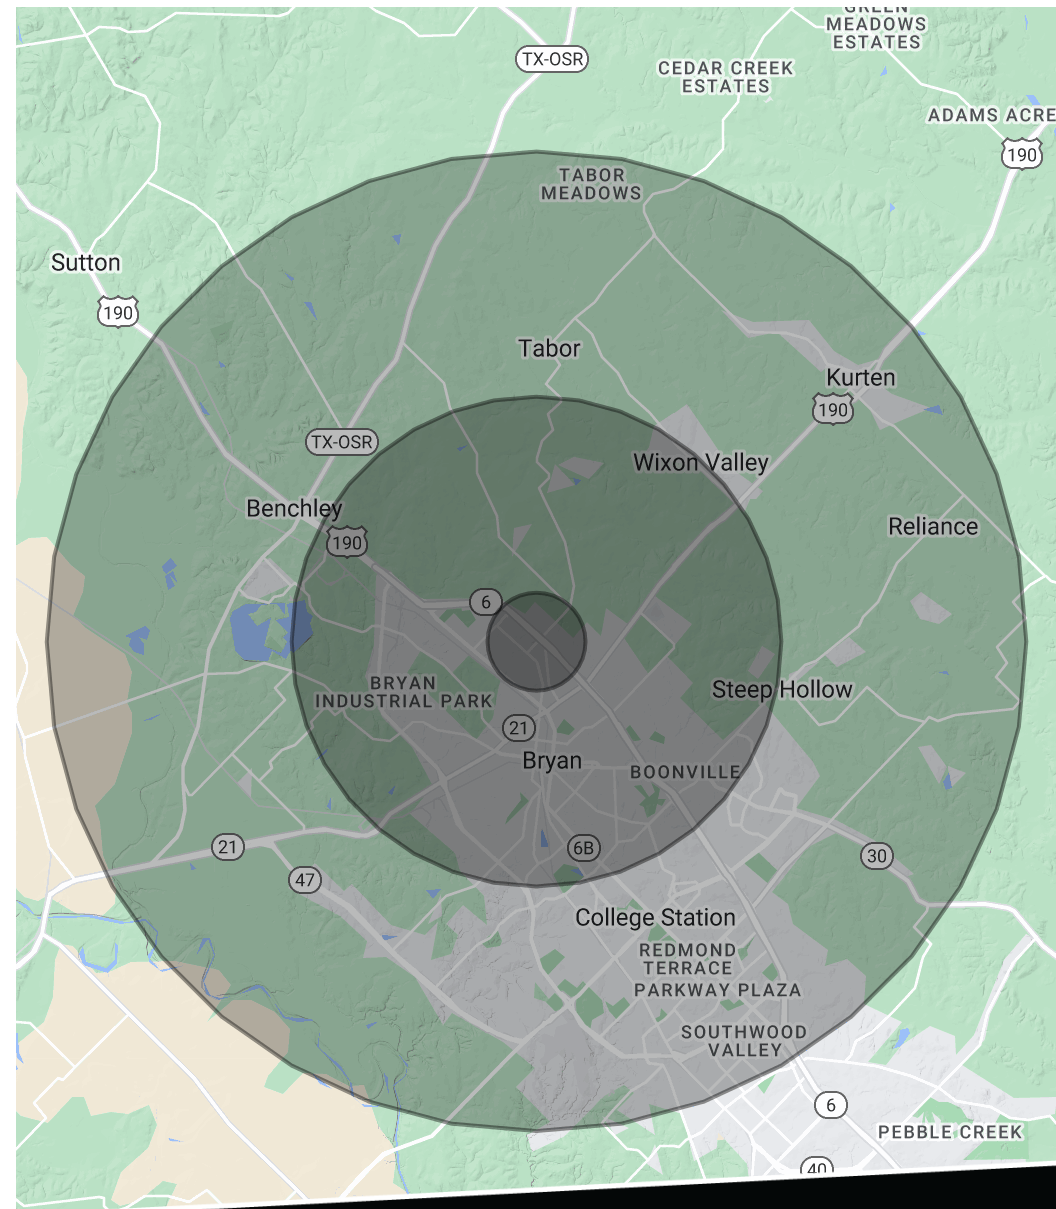 GREEN
MEADOWS
ESTATES
TX-OSR
CEDAR CREEK
ESTATES
ADAMS ACRE
190
TABOR
MEADOWS
Sutton
190
Tabor
Kurten
190
TX-OSR
Wixon Valley
Benchley
Reliance
190
6
BRYAN
INDUSTRIAL PARK
Steep Hollow
21
Bryan
BOONVILLE
21
6B
30
47
College Station
REDMOND
TERRACE
PARKWAY PLAZA
SOUTHWOOD
VALLEY
6
PEBBLE CREEK
40